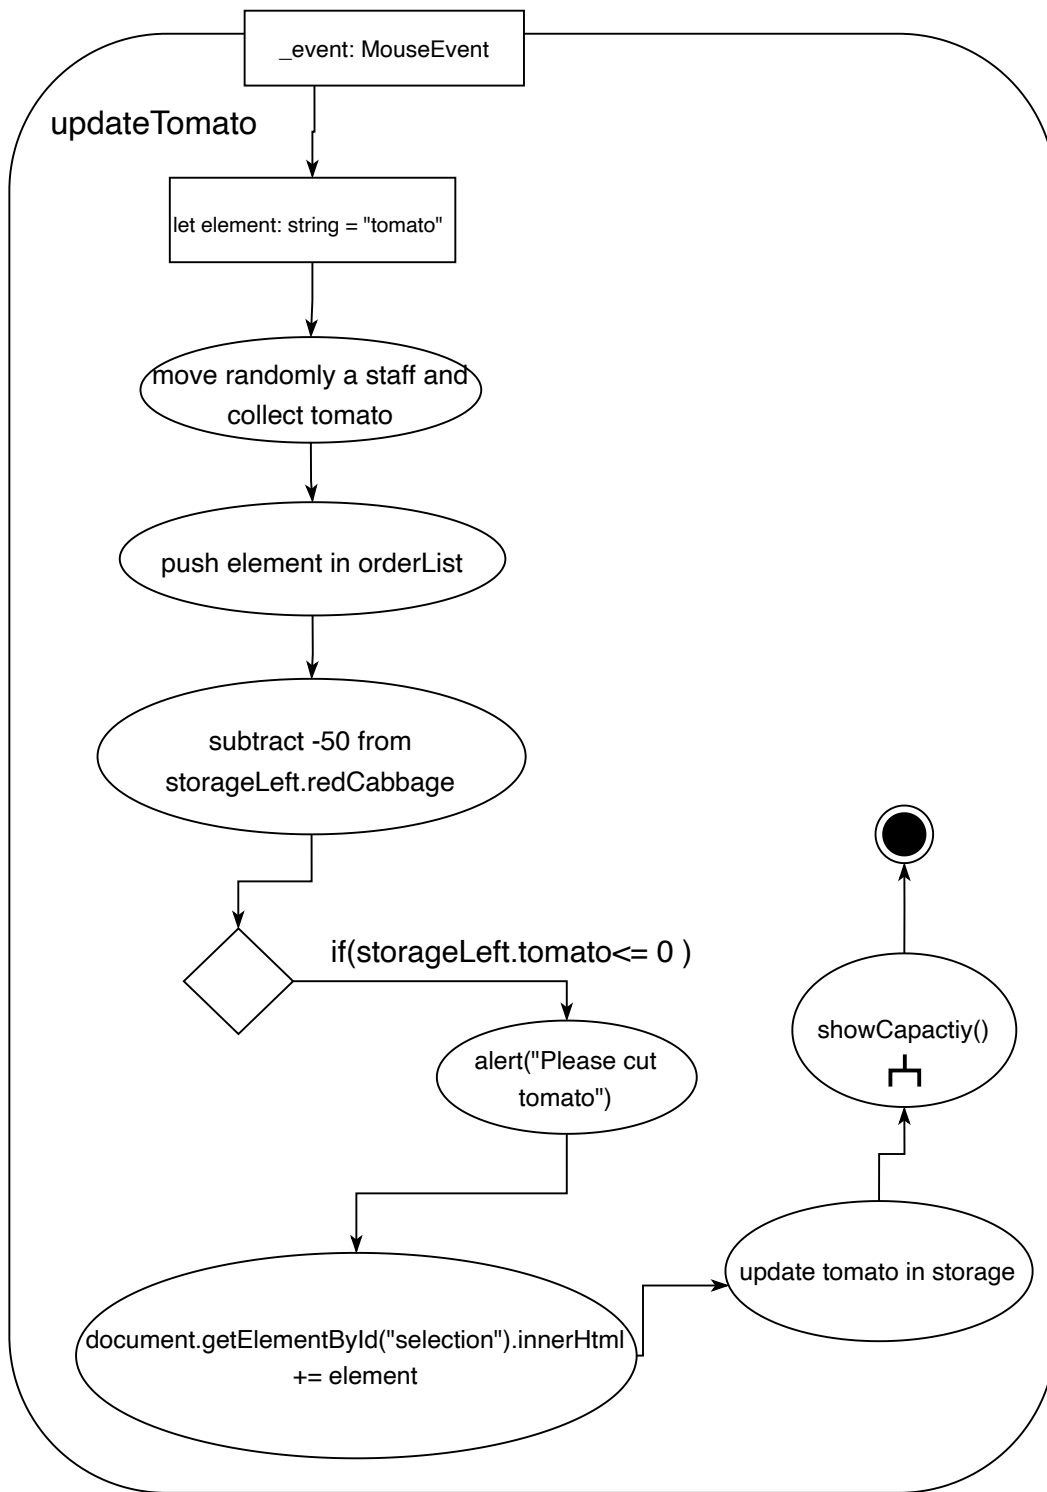 _event: MouseEvent
updateTomato
let element: string = "tomato"
move randomly a staff and
collect tomato
push element in orderList
subtract -50 from
storageLeft.redCabbage
if(storageLeft.tomato<= 0 )
alert("Please cut
tomato")
document.getElementById("selection").innerHtml
+= element
update tomato in storage
showCapactiy()